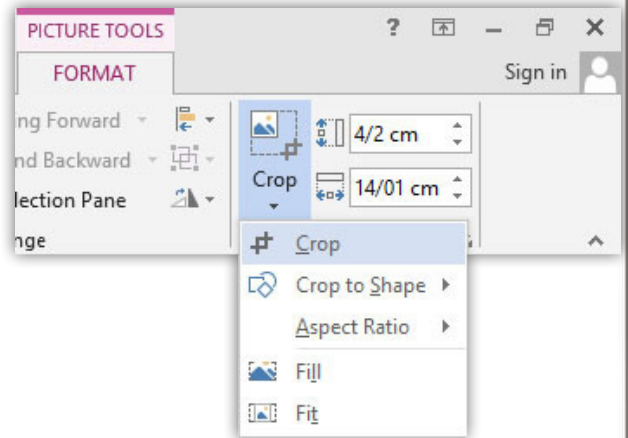 PICTURE TOOLS ?
FORMAT Sign in
ing Forward
nd Backward
lection Pane
nge
4/2 cm
14/01 cm
Crop
Crop
Crop to Shape
Aspect Ratio
Fill
Fit